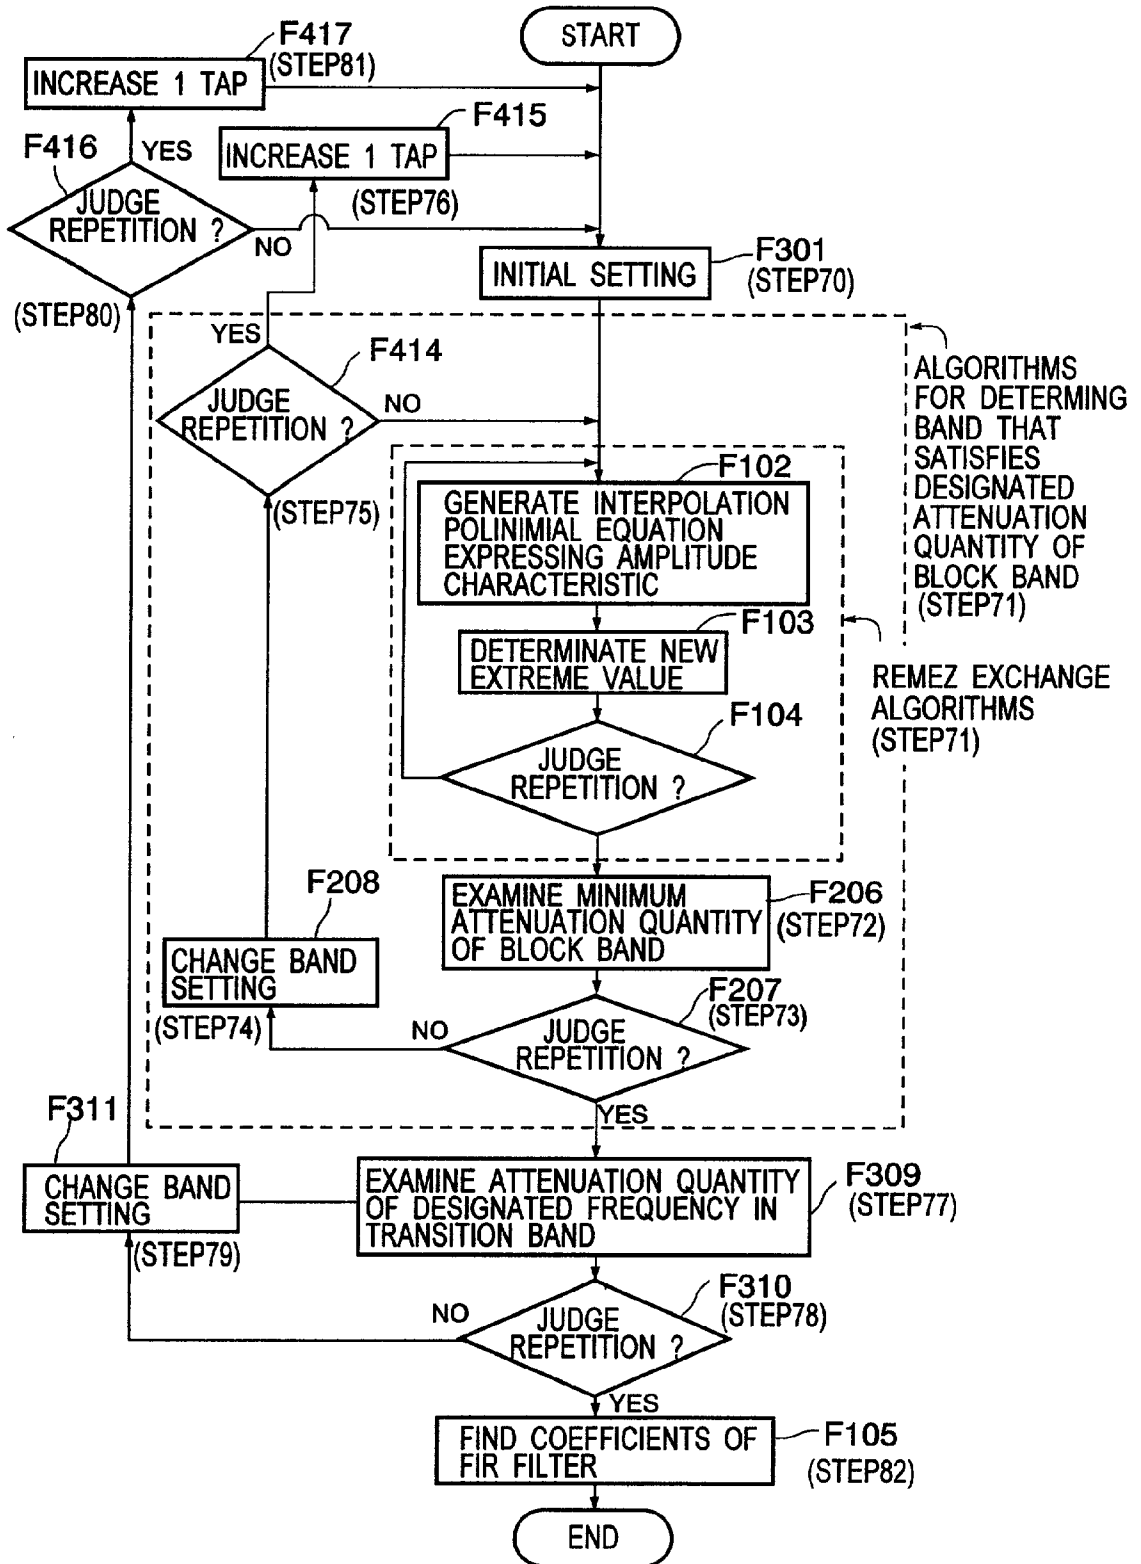 START
F417
(STEP81)
INCREASE 1 TAP
F415
INCREASE 1 TAP
(STEP76)
F416
YES
JUDGE
REPETITION ?
NO
(STEP80)
INITIAL SETTING
F301
(STEP70)
YES
F414
JUDGE
REPETITION ?
NO
(STEP75)
ALGORITHMS
FOR DETERMING
BAND THAT
SATISFIES
DESIGNATED
ATTENUATION
QUANTITY OF
BLOCK BAND
(STEP71)
F102
GENERATE INTERPOLATION
POLINIMIAL EQUATION
EXPRESSING AMPLITUDE
CHARACTERISTIC
F103
DETERMINATE NEW
EXTREME VALUE
REMEZ EXCHANGE
ALGORITHMS
(STEP71)
F104
JUDGE
REPETITION ?
F206
(STEP72)
EXAMINE MINIMUM
ATTENUATION QUANTITY
OF BLOCK BAND
F208
CHANGE BAND
SETTING
(STEP74)
F207
(STEP73)
NO
JUDGE
REPETITION ?
YES
F311
CHANGE BAND
SETTING
(STEP79)
EXAMINE ATTENUATION QUANTITY
OF DESIGNATED FREQUENCY IN
TRANSITION BAND
F309
(STEP77)
F310
(STEP78)
NO
JUDGE
REPETITION ?
YES
FIND COEFFICIENTS OF
FIR FILTER
F105
(STEP82)
END